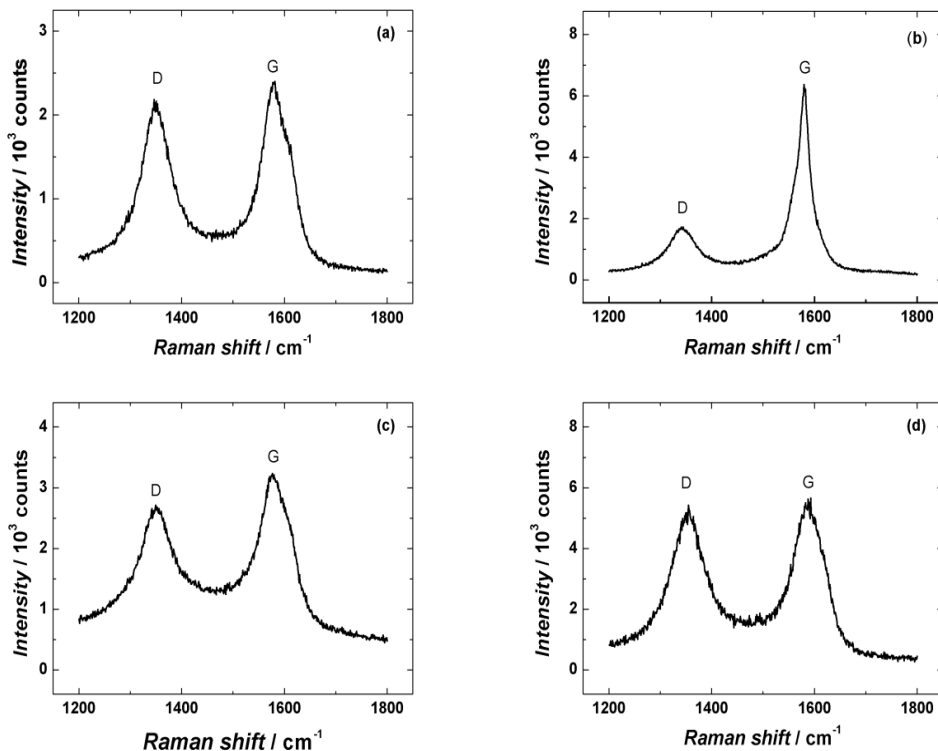 (a)
3
2
1
0
Intensity / 10³ counts
D
G
1200 1400 1600 1800
Raman shift / cm⁻¹
(b)
8
6
4
2
0
Intensity / 10³ counts
D
G
1200 1400 1600 1800
Raman shift / cm⁻¹
(c)
4
3
2
1
0
Intensity / 10³ counts
D
G
1200 1400 1600 1800
Raman shift / cm⁻¹
(d)
8
6
4
2
0
Intensity / 10³ counts
D
G
1200 1400 1600 1800
Raman shift / cm⁻¹